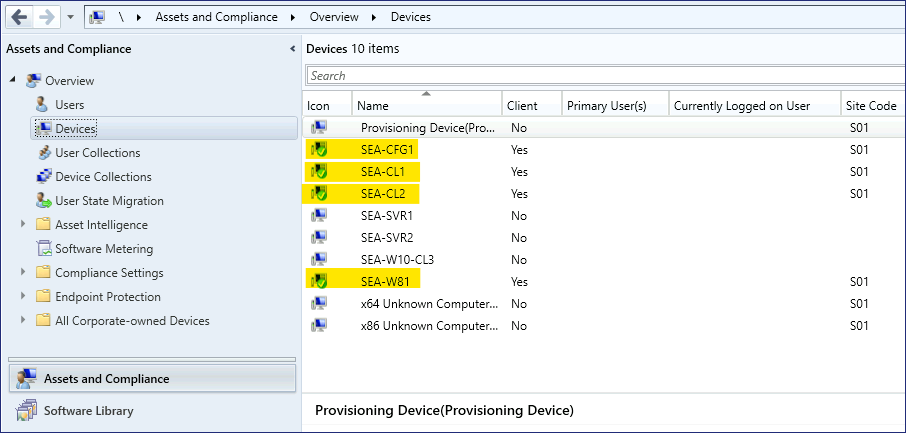 \ Assets and Compliance Overview Devices
Assets and Compliance
Overview
Users
Devices
User Collections
Device Collections
User State Migration
Asset Intelligence
Software Metering
Compliance Settings
Endpoint Protection
All Corporate-owned Devices
Assets and Compliance
Software Library
Devices 10 items
Search
Icon Name Client Primary User(s) Currently Logged on User Site Code
Provisioning Device(Pro... No S01
SEA-CFG1 Yes S01
SEA-CL1 Yes S01
SEA-CL2 Yes S01
SEA-SVR1 No
SEA-SVR2 No
SEA-W10-CL3 No
SEA-W81 Yes S01
x64 Unknown Computer... No S01
x86 Unknown Computer... No S01
Provisioning Device(Provisioning Device)